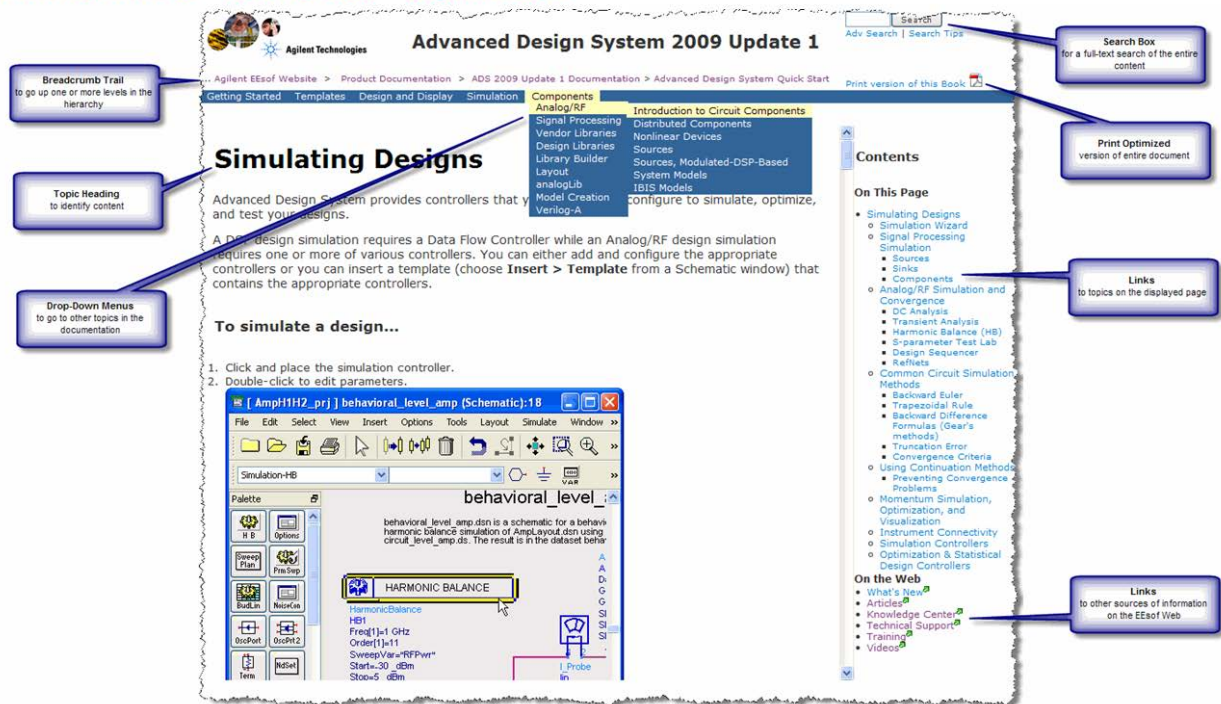 Agilent Technologies
Advanced Design System 2009 Update 1
Search
Adv Search | Search Tips
... Agilent EEsof Website > Product Documentation > ADS 2009 Update 1 Documentation > Advanced Design System Quick Start
Print version of this Book
Getting Started Templates Design and Display Simulation Components
Analog/RF
Signal Processing
Vendor Libraries
Design Libraries
Library Builder
Layout
analogLib
Model Creation
Verilog-A
Introduction to Circuit Components
Distributed Components
Nonlinear Devices
Sources
Sources, Modulated-DSP-Based
System Models
IBIS Models
Breadcrumb Trail
to go up one or more levels in the
hierarchy
Topic Heading
to identify content
Drop-Down Menus
to go to other topics in the
documentation
Search Box
for a full-text search of the entire
content
Print Optimized
version of entire document
Links
to topics on the displayed page
Links
to other sources of information
on the EEsof Web
Simulating Designs
Advanced Design System provides controllers that y configure to simulate, optimize,
and test your designs.
A DSP design simulation requires a Data Flow Controller while an Analog/RF design simulation
requires one or more of various controllers. You can either add and configure the appropriate
controllers or you can insert a template (choose Insert > Template from a Schematic window) that
contains the appropriate controllers.
To simulate a design...
1. Click and place the simulation controller.
2. Double-click to edit parameters.
[ AmpH1H2_prj ] behavioral_level_amp (Schematic):18
File Edit Select View Insert Options Tools Layout Simulate Window »
Simulation-HB
VAR
Palette
H B
Options
Sweep Plan
Prm Swp
BudLin
NoiseCon
OscPort
OscPrt2
Term
NdSet
behavioral_level_
behavioral_level_amp.dsn is a schematic for a behavi
harmonic balance simulation of AmpLayout.dsn using
circuit_level_amp.ds. The result is in the dataset behav
HARMONIC BALANCE
HarmonicBalance
HB1
Freq[1]=1 GHz
Order[1]=11
SweepVar="RFPwr"
Start=-30 _dBm
Stop=5 _dBm
I_Probe
Iin
Contents
On This Page
Simulating Designs
Simulation Wizard
Signal Processing
Simulation
Sources
Sinks
Components
Analog/RF Simulation and
Convergence
DC Analysis
Transient Analysis
Harmonic Balance (HB)
S-parameter Test Lab
Design Sequencer
RefNets
Common Circuit Simulation
Methods
Backward Euler
Trapezoidal Rule
Backward Difference
Formulas (Gear's
methods)
Truncation Error
Convergence Criteria
Using Continuation Methods
Preventing Convergence
Problems
Momentum Simulation,
Optimization, and
Visualization
Instrument Connectivity
Simulation Controllers
Optimization & Statistical
Design Controllers
On the Web
What's New
Articles
Knowledge Center
Technical Support
Training
Videos